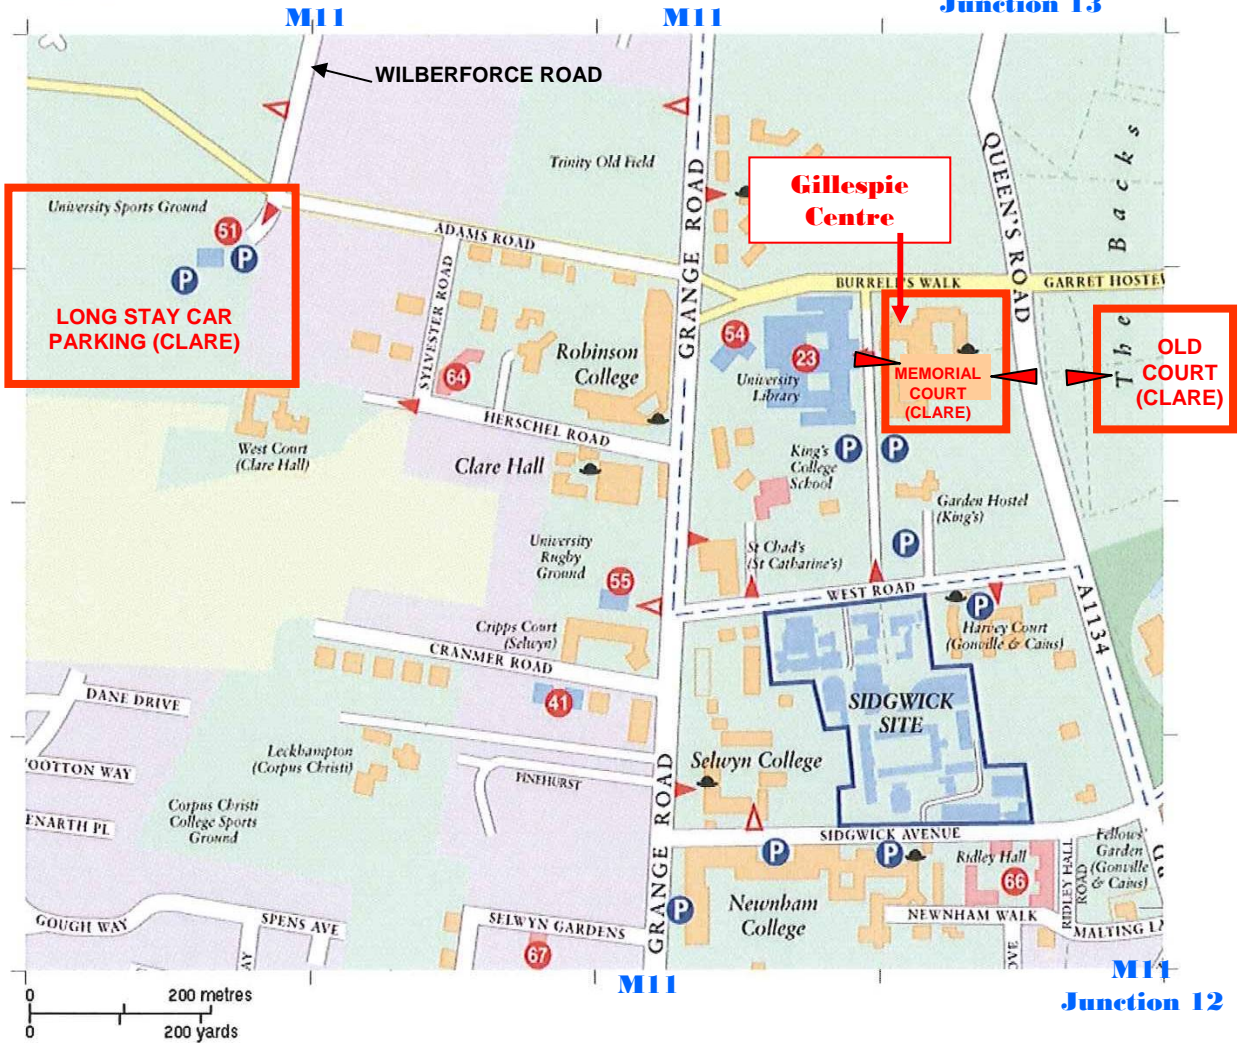 M11
M11
Junction 13
WILBERFORCE ROAD
Trinity Old Field
QUEEN'S ROAD
The Backs
Gillespie
Centre
University Sports Ground
51
P
P
LONG STAY CAR
PARKING (CLARE)
ADAMS ROAD
GRANGE ROAD
SYLVESTER ROAD
BURRELL'S WALK
GARRET HOSTEL
54
23
University
Library
Robinson
College
64
MEMORIAL
COURT
(CLARE)
OLD
COURT
(CLARE)
HERSCHEL ROAD
West Court
(Clare Hall)
Clare Hall
King's
College
School
P
P
Garden Hostel
(King's)
P
University
Rugby
Ground
55
St Chad's
(St Catharine's)
WEST ROAD
P
Harvey Court
(Gonville & Caius)
A1134
Cripps Court
(Selwyn)
CRANMER ROAD
41
DANE DRIVE
SIDGWICK
SITE
Leckhampton
(Corpus Christi)
Selwyn College
OOTTON WAY
PINEHURST
ENARTH PL
Corpus Christi
College Sports
Ground
GRANGE ROAD
SIDGWICK AVENUE
P
P
Ridley Hall
66
RIDLEY HALL
ROAD
Fellows'
Garden
(Gonville
& Caius)
GOUGH WAY
SPENS AVE
SELWYN GARDENS
67
P
Newnham
College
NEWNHAM WALK
MALTING L
AY
OVE
M11
M11
Junction 12
0
200 metres
0
200 yards